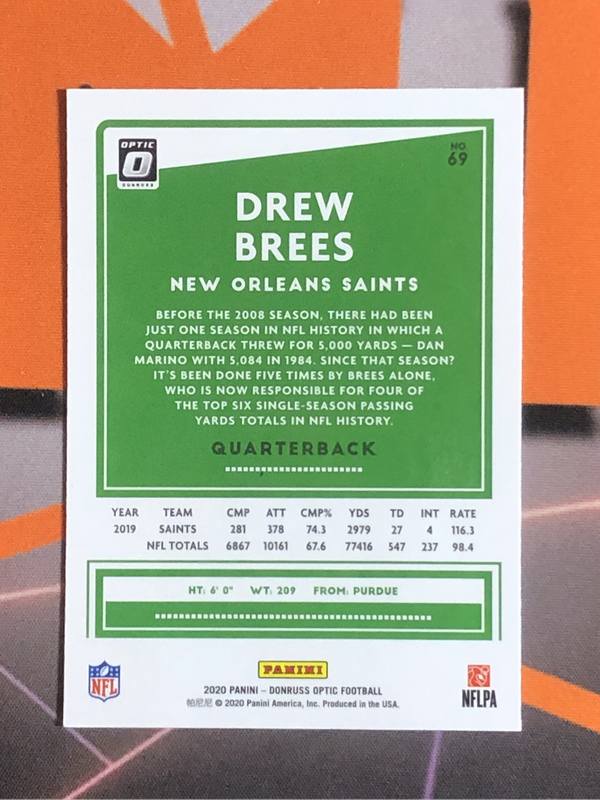 OPTIC
O
DONRUSS
NO.
69
DREW
BREES
NEW ORLEANS SAINTS
BEFORE THE 2008 SEASON, THERE HAD BEEN
JUST ONE SEASON IN NFL HISTORY IN WHICH A
QUARTERBACK THREW FOR 5,000 YARDS — DAN
MARINO WITH 5,084 IN 1984. SINCE THAT SEASON?
IT'S BEEN DONE FIVE TIMES BY BREES ALONE,
WHO IS NOW RESPONSIBLE FOR FOUR OF
THE TOP SIX SINGLE-SEASON PASSING
YARDS TOTALS IN NFL HISTORY.
QUARTERBACK
YEAR TEAM CMP ATT CMP% YDS TD INT RATE
2019 SAINTS 281 378 74.3 2979 27 4 116.3
NFL TOTALS 6867 10161 67.6 77416 547 237 98.4
HT: 6' 0" WT: 209 FROM: PURDUE
NFL
PANINI
NFLPA
2020 PANINI – DONRUSS OPTIC FOOTBALL
帕尼尼 © 2020 Panini America, Inc. Produced in the USA.